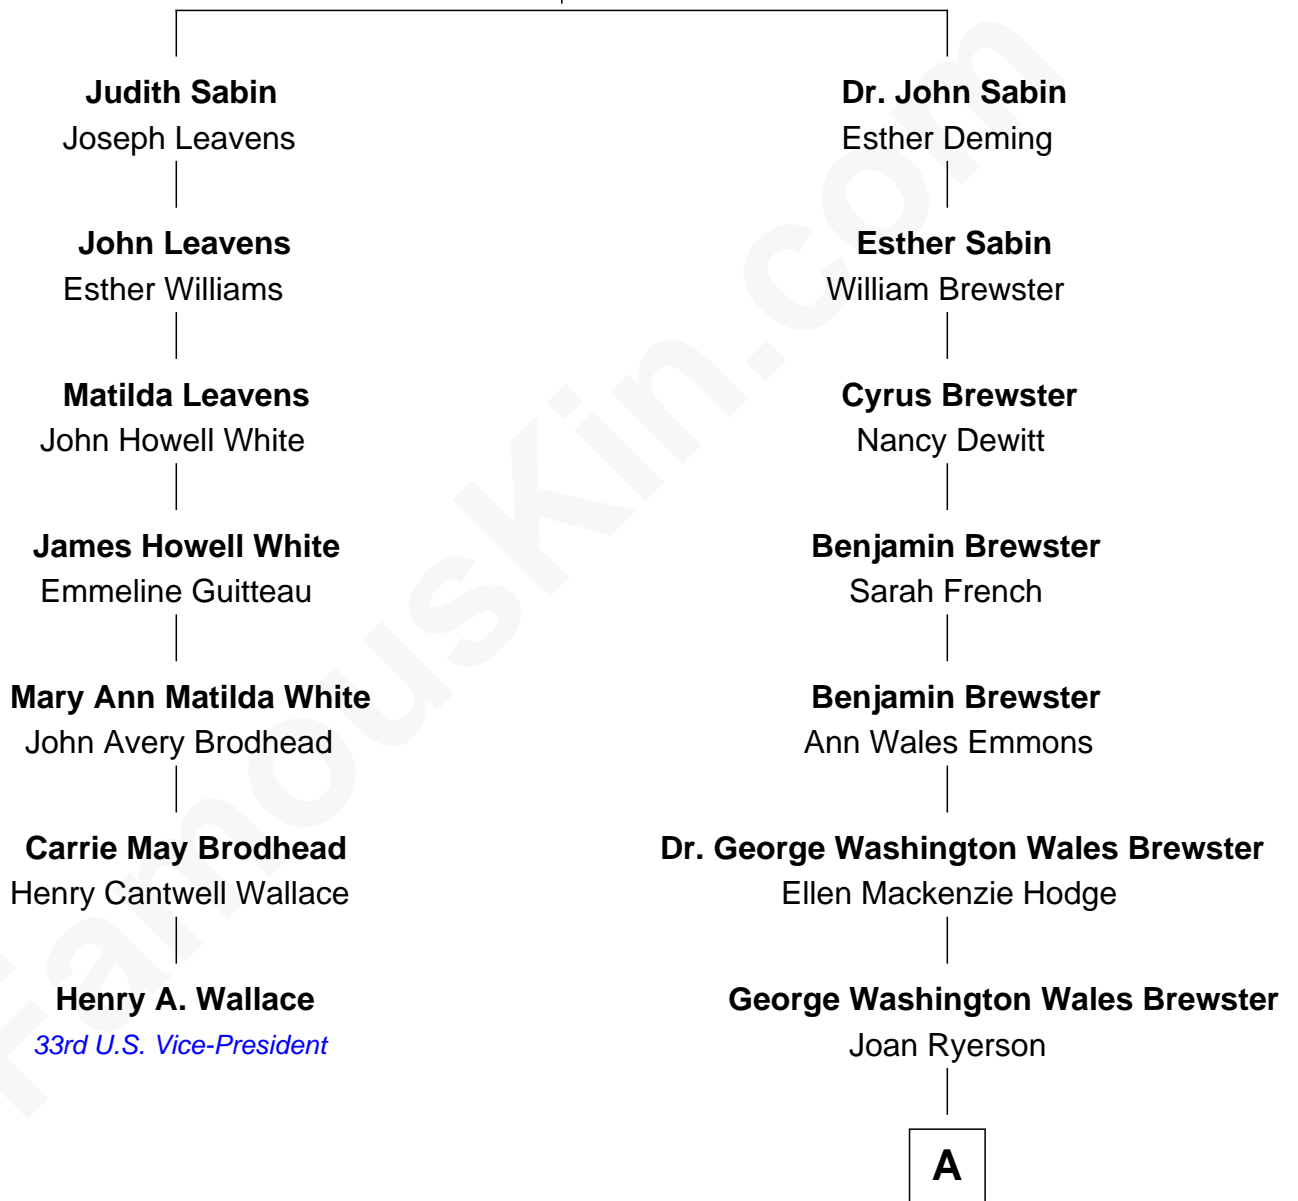 Judith Sabin
Joseph Leavens
John Leavens
Esther Williams
Matilda Leavens
John Howell White
James Howell White
Emmeline Guitteau
Mary Ann Matilda White
John Avery Brodhead
Carrie May Brodhead
Henry Cantwell Wallace
Henry A. Wallace
33rd U.S. Vice-President
Dr. John Sabin
Esther Deming
Esther Sabin
William Brewster
Cyrus Brewster
Nancy Dewitt
Benjamin Brewster
Sarah French
Benjamin Brewster
Ann Wales Emmons
Dr. George Washington Wales Brewster
Ellen Mackenzie Hodge
George Washington Wales Brewster
Joan Ryerson
A
FamousKin.com